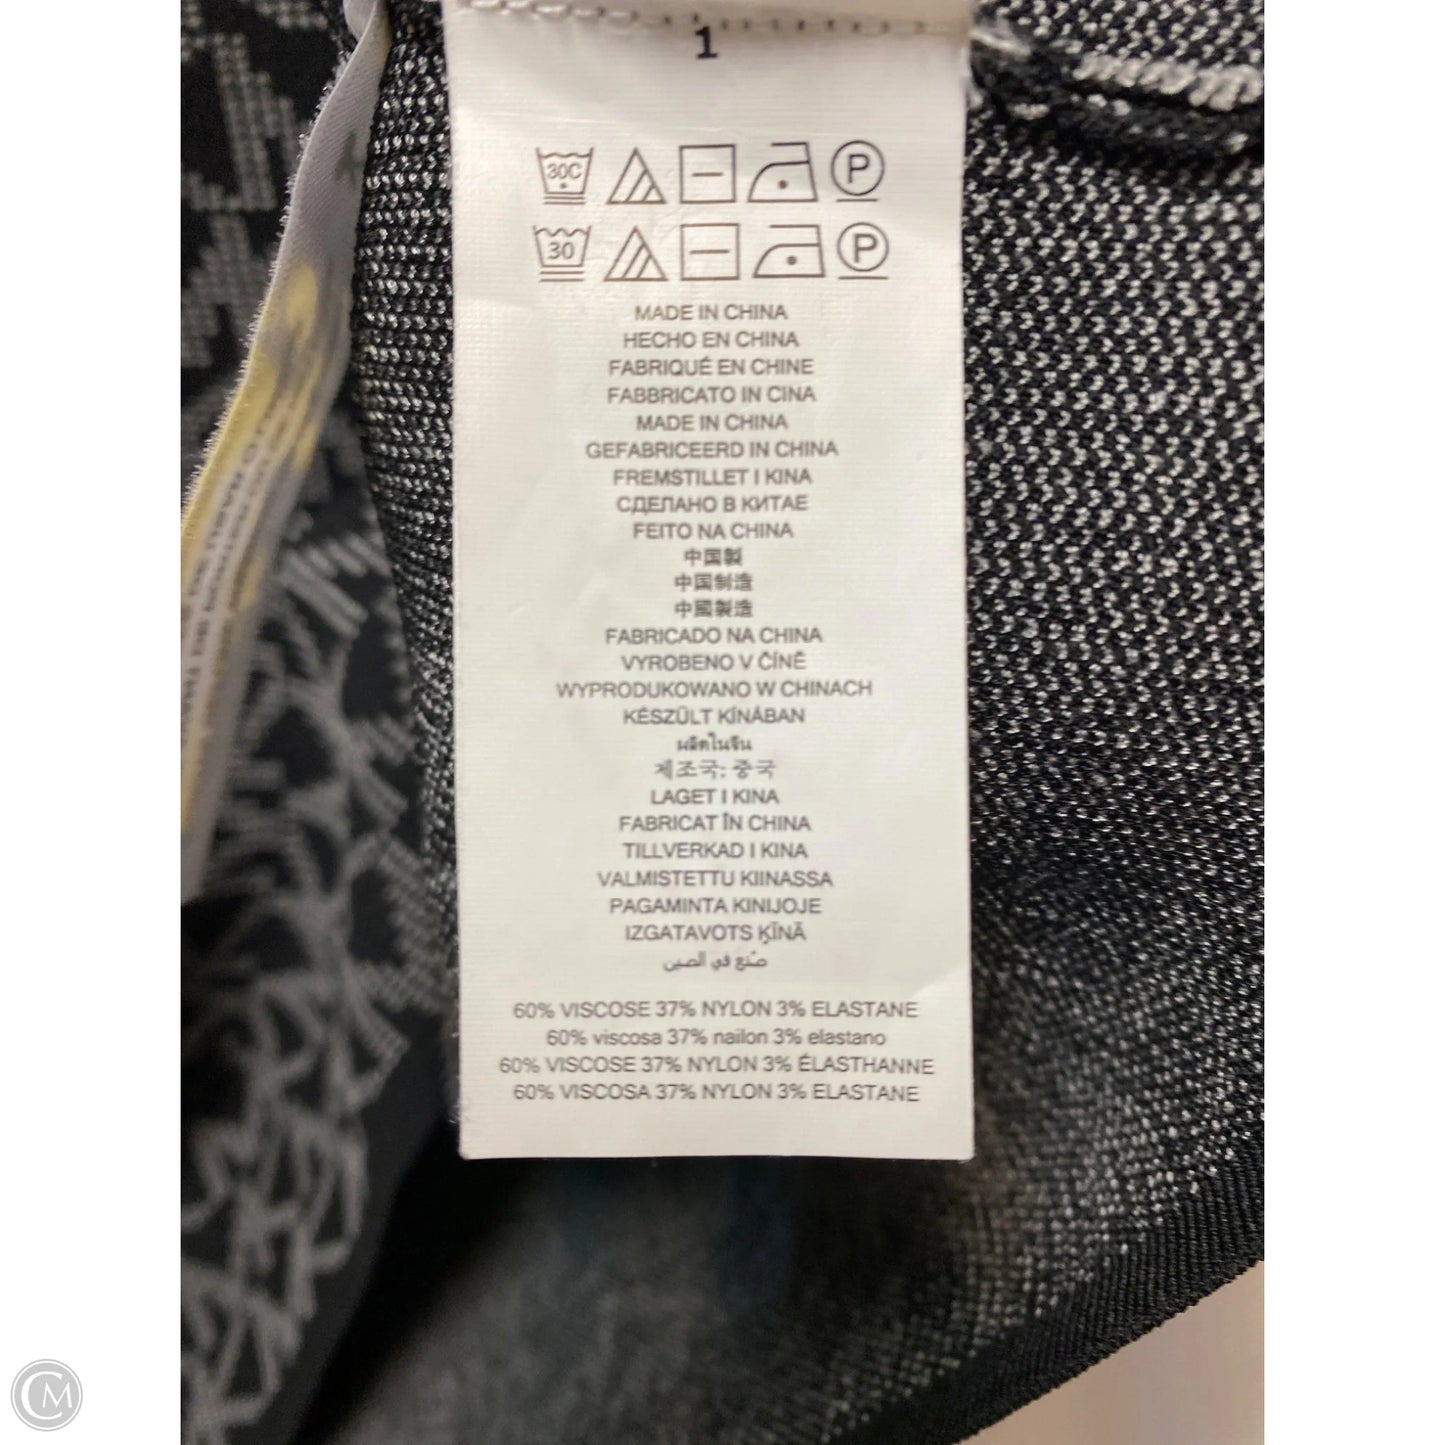 1
30C P
30 P
MADE IN CHINA
HECHO EN CHINA
FABRIQUÉ EN CHINE
FABBRICATO IN CINA
MADE IN CHINA
GEFABRICEERD IN CHINA
FREMSTILLET I KINA
СДЕЛАНО В КИТАЕ
FEITO NA CHINA
中国製
中国制造
中國製造
FABRICADO NA CHINA
VYROBENO V ČÍNĚ
WYPRODUKOWANO W CHINACH
KÉSZÜLT KÍNÁBAN
ผลิตในจีน
제조국: 중국
LAGET I KINA
FABRICAT ÎN CHINA
TILLVERKAD I KINA
VALMISTETTU KIINASSA
PAGAMINTA KINIJOJE
IZGATAVOTS ĶĪNĀ
صنع في الصين
60% VISCOSE 37% NYLON 3% ELASTANE
60% viscosa 37% nailon 3% elastano
60% VISCOSE 37% NYLON 3% ÉLASTHANNE
60% VISCOSA 37% NYLON 3% ELASTANE
CM